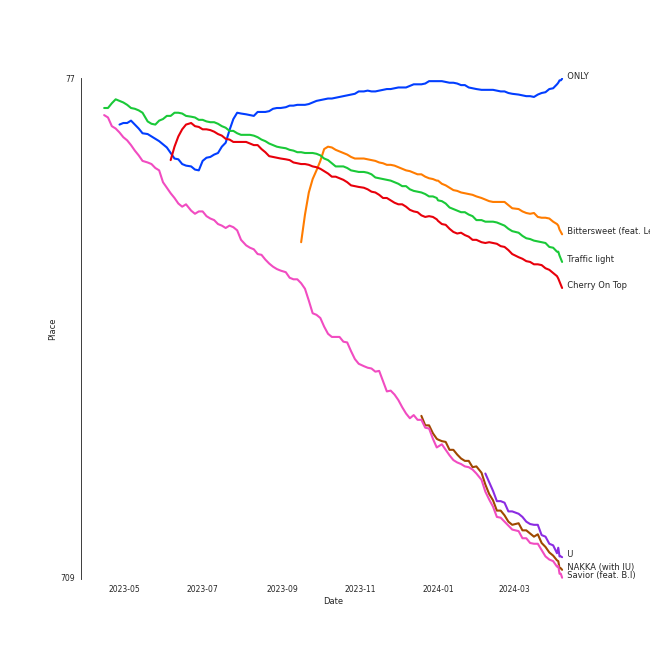 77
ONLY
Bittersweet (feat. Le
Traffic light
Cherry On Top
Place
U
NAKKA (with IU)
Savior (feat. B.I)
709
2023-05 2023-07 2023-09 2023-11 2024-01 2024-03
Date